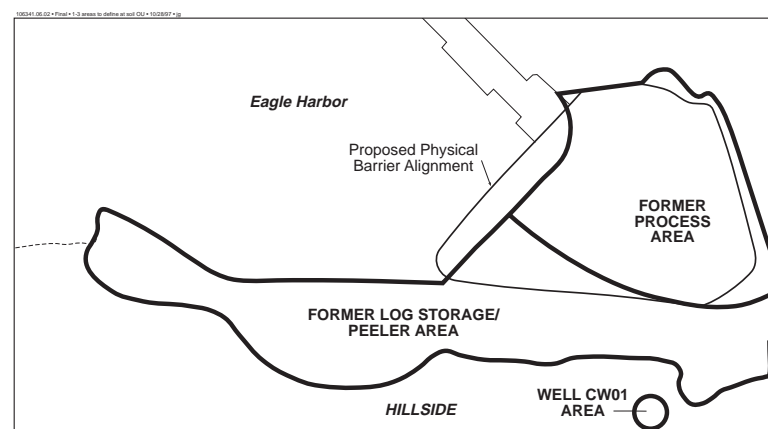 106341.06.02 • Final • 1-3 areas to define at soil OU • 10/28/97 • jg
Eagle Harbor
Proposed Physical
Barrier Alignment
FORMER
PROCESS
AREA
FORMER LOG STORAGE/
PEELER AREA
WELL CW01
AREA
HILLSIDE